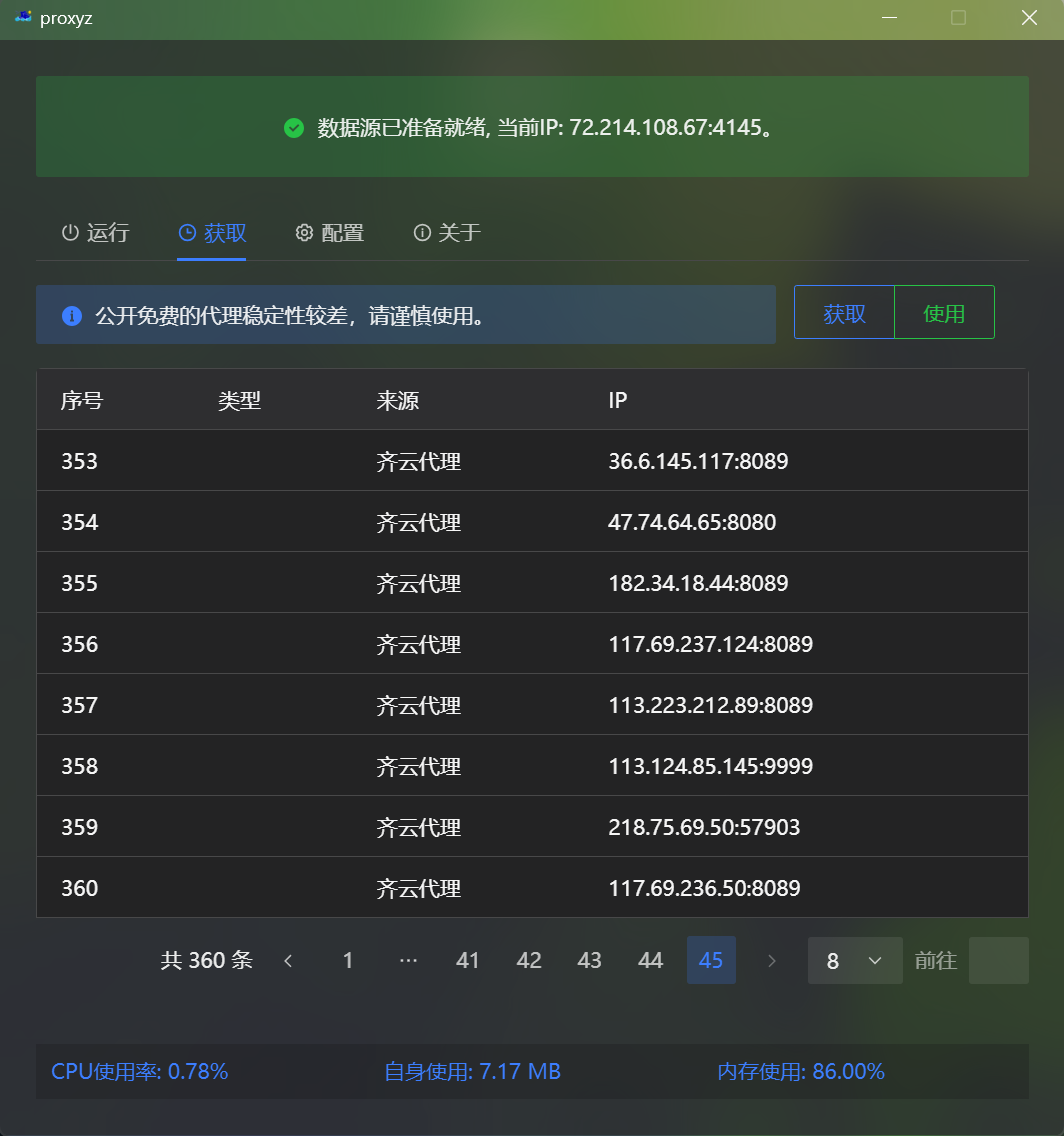 proxyz
数据源已准备就绪, 当前IP: 72.214.108.67:4145。
运行 获取 配置 关于
公开免费的代理稳定性较差，请谨慎使用。 获取 使用
序号 类型 来源 IP
353 齐云代理 36.6.145.117:8089
354 齐云代理 47.74.64.65:8080
355 齐云代理 182.34.18.44:8089
356 齐云代理 117.69.237.124:8089
357 齐云代理 113.223.212.89:8089
358 齐云代理 113.124.85.145:9999
359 齐云代理 218.75.69.50:57903
360 齐云代理 117.69.236.50:8089
共 360 条 1 ··· 41 42 43 44 45 8 前往
CPU使用率: 0.78% 自身使用: 7.17 MB 内存使用: 86.00%